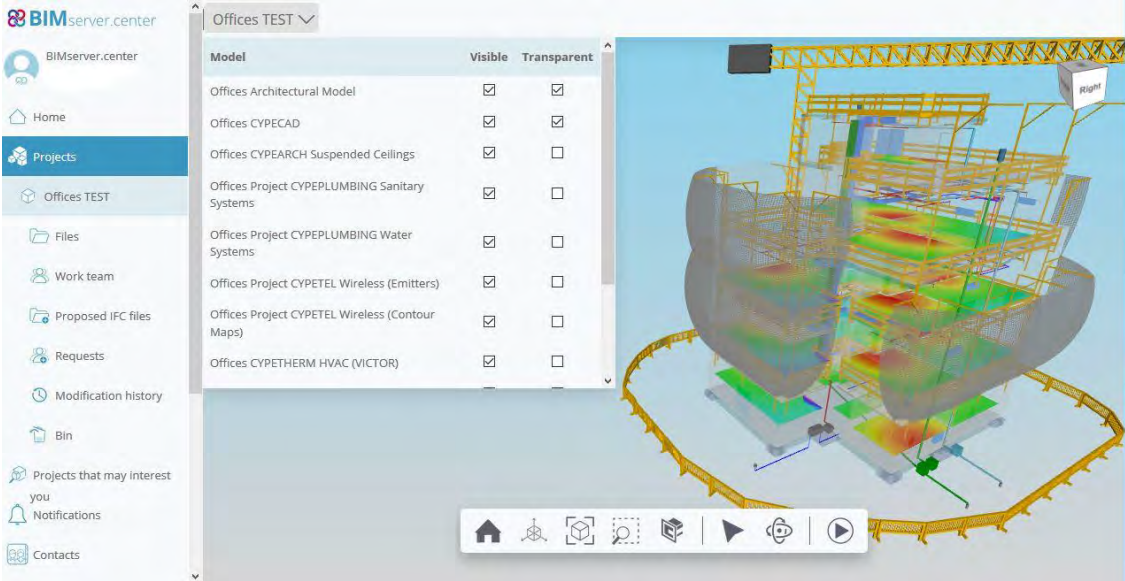 BIMserver.center
BIMserver.center
Home
Projects
Offices TEST
Files
Work team
Proposed IFC files
Requests
Modification history
Bin
Projects that may interest
you
Notifications
Contacts
Offices TEST
Model Visible Transparent
Offices Architectural Model
Offices CYPECAD
Offices CYPEARCH Suspended Ceilings
Offices Project CYPEPLUMBING Sanitary
Systems
Offices Project CYPEPLUMBING Water
Systems
Offices Project CYPETEL Wireless (Emitters)
Offices Project CYPETEL Wireless (Contour
Maps)
Offices CYPETHERM HVAC (VICTOR)
Right